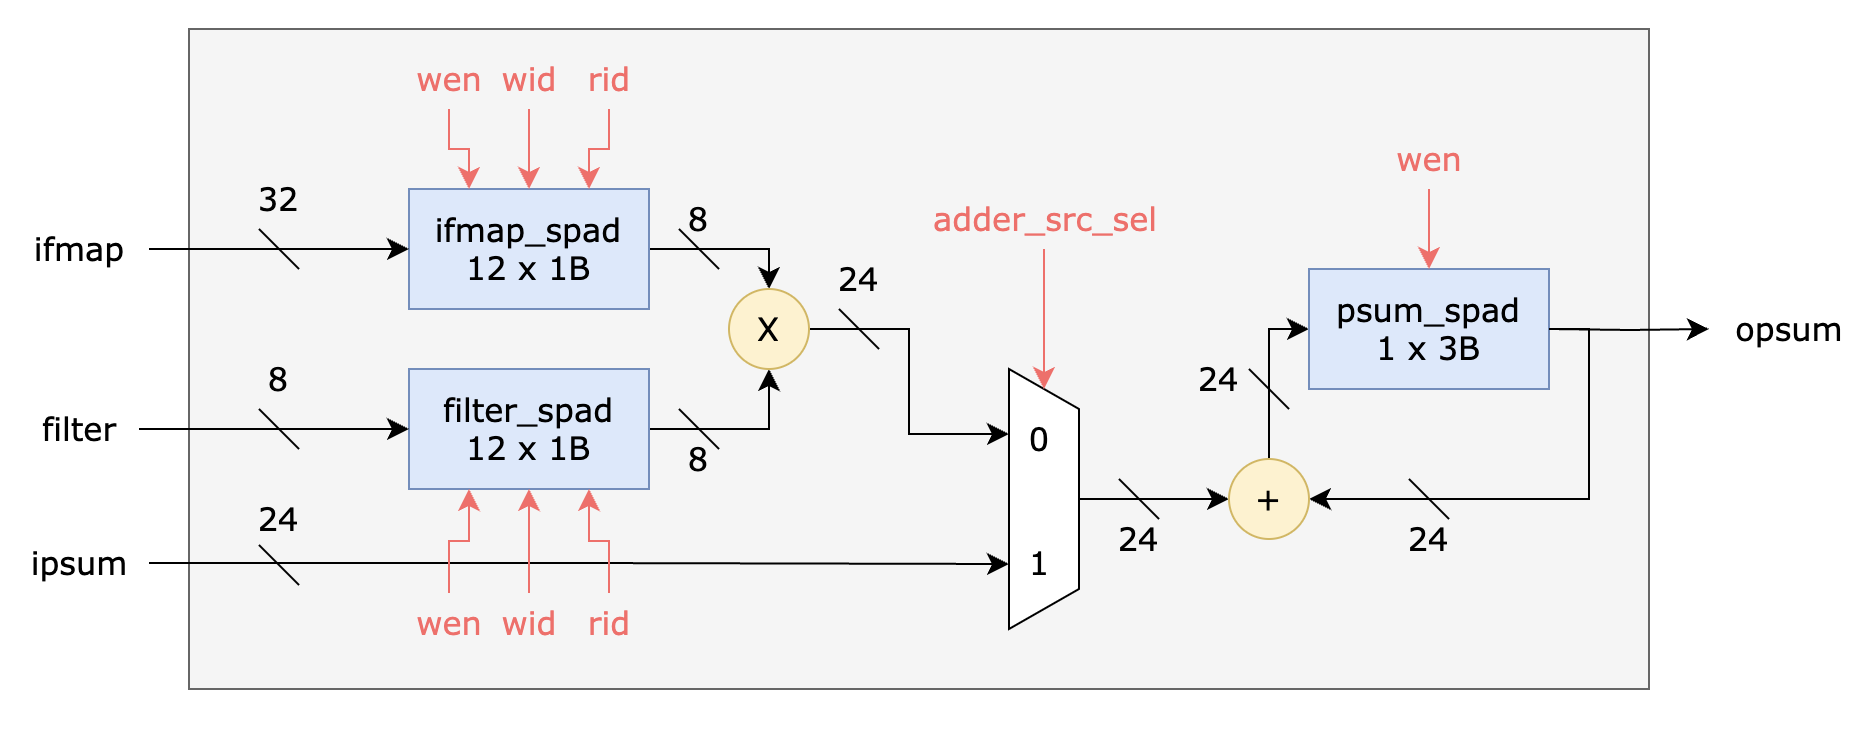 wen wid rid
wen
32
ifmap
ifmap_spad
12 x 1B
8
adder_src_sel
24
X
psum_spad
1 x 3B
opsum
8
filter
filter_spad
12 x 1B
8
24
0
+
24
24
24
ipsum
1
wen wid rid